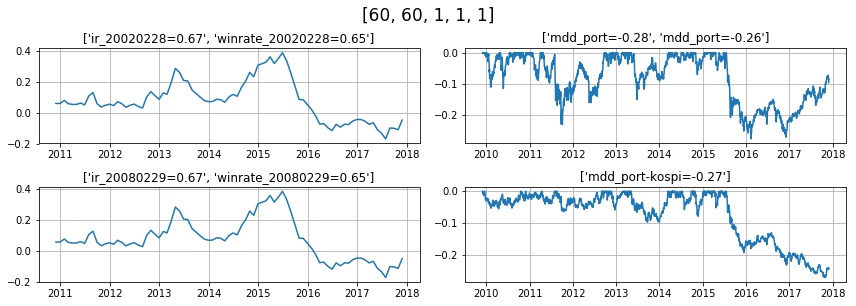 [60, 60, 1, 1, 1]
['ir_20020228=0.67', 'winrate_20020228=0.65']
['mdd_port=-0.28', 'mdd_port=-0.26']
0.4
0.2
0.0
−0.2
2011 2012 2013 2014 2015 2016 2017 2018
0.0
−0.1
−0.2
2010 2011 2012 2013 2014 2015 2016 2017 2018
['ir_20080229=0.67', 'winrate_20080229=0.65']
['mdd_port-kospi=-0.27']
0.4
0.2
0.0
−0.2
2011 2012 2013 2014 2015 2016 2017 2018
0.0
−0.1
−0.2
2010 2011 2012 2013 2014 2015 2016 2017 2018